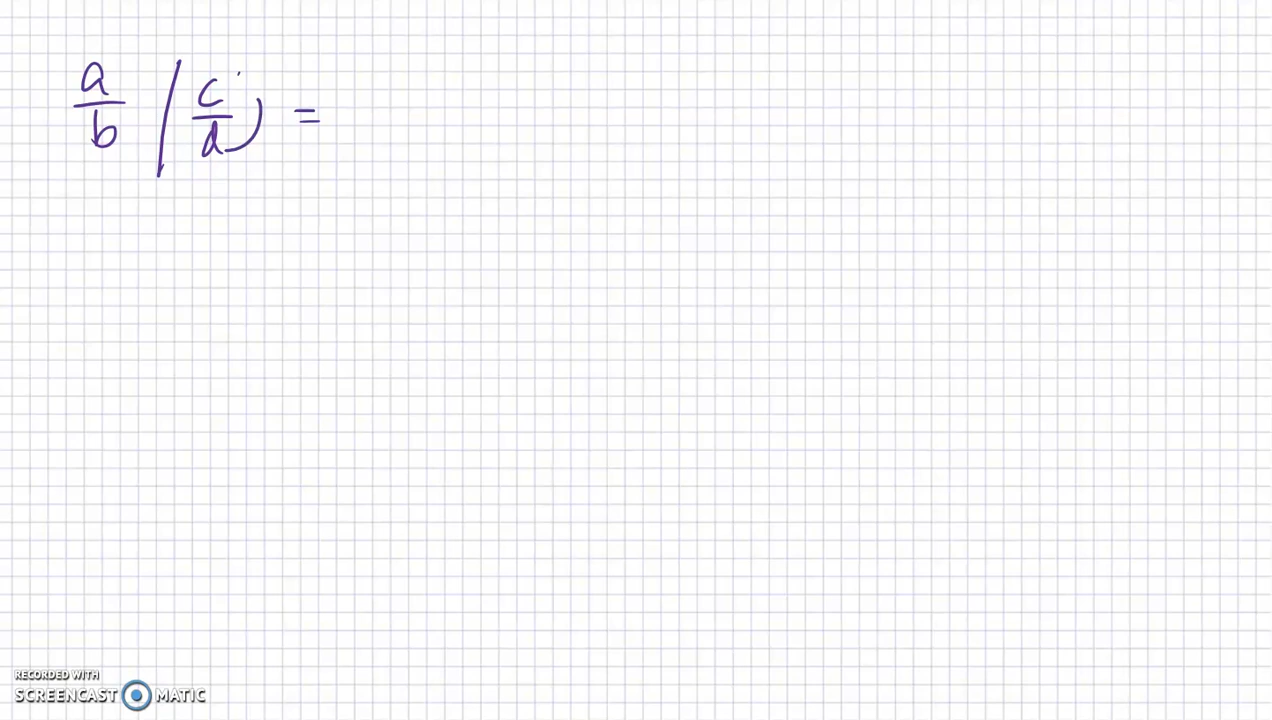 a/b / (c/d) =
RECORDED WITH
SCREENCAST MATIC